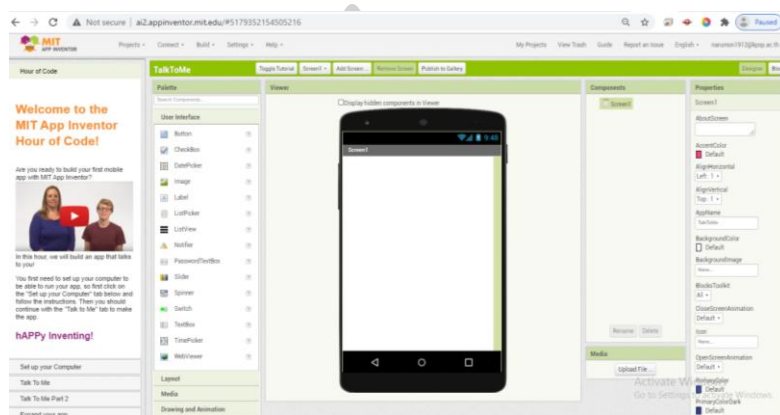 Not secure | ai2.appinventor.mit.edu/#5179352154505216
Paused
MIT
APP INVENTOR
Projects
Connect
Build
Settings
Help
My Projects
View Trash
Guide
Report an Issue
English
Hour of Code
TalkToMe
Toggle Tutorial
Screen1
Add Screen ...
Remove Screen
Publish to Gallery
Designer
Welcome to the
MIT App Inventor
Hour of Code!
Are you ready to build your first mobile
app with MIT App Inventor?
In this hour, we will build an app that talks
to you!
You first need to set up your computer to
be able to run your app, so first click on
the "Set up your Computer" tab below and
follow the instructions. Then you should
continue with the "Talk to Me" tab to make
the app.
hAPPy Inventing!
Set up your Computer
Talk To Me
Talk To Me Part 2
Expand your app
Palette
Search Components...
User Interface
Button
CheckBox
DatePicker
Image
Label
ListPicker
ListView
Notifier
PasswordTextBox
Slider
Spinner
Switch
TextBox
TimePicker
WebViewer
Layout
Media
Drawing and Animation
Viewer
Display hidden components in Viewer
9:48
Screen1
Components
Screen1
Rename
Delete
Media
Upload File ...
Properties
Screen1
AboutScreen
AccentColor
Default
AlignHorizontal
Left : 1
AlignVertical
Top : 1
AppName
TalkToMe
BackgroundColor
Default
BackgroundImage
None...
BlocksToolkit
All
CloseScreenAnimation
Default
Icon
None...
OpenScreenAnimation
Default
PrimaryColor
Default
PrimaryColorDark
Default
Activate Windows
Go to Settings to activate Windows.